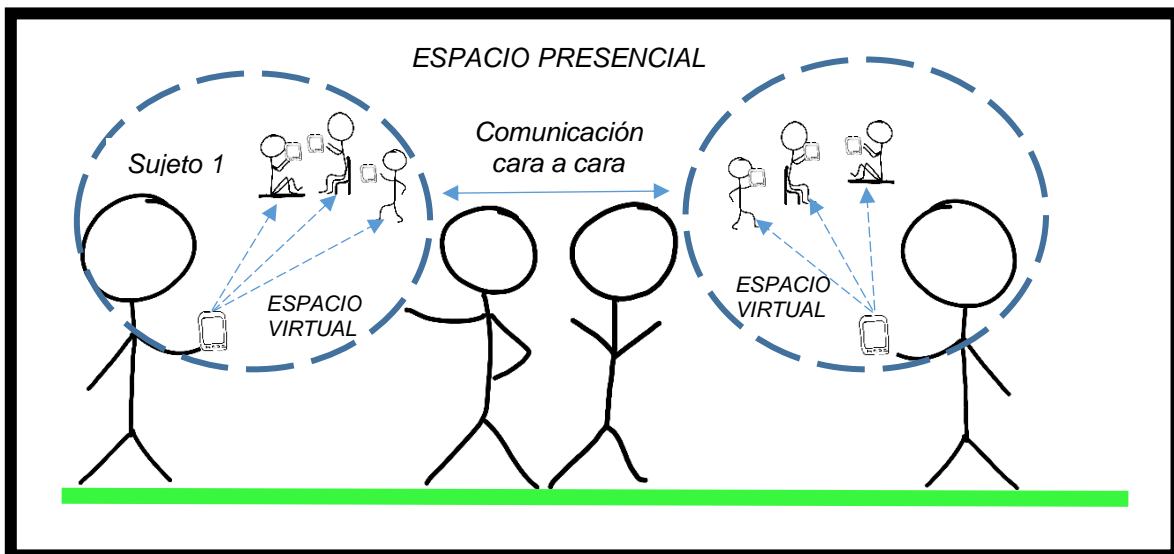 ESPACIO PRESENCIAL
Sujeto 1
Comunicación
cara a cara
ESPACIO
VIRTUAL
ESPACIO
VIRTUAL